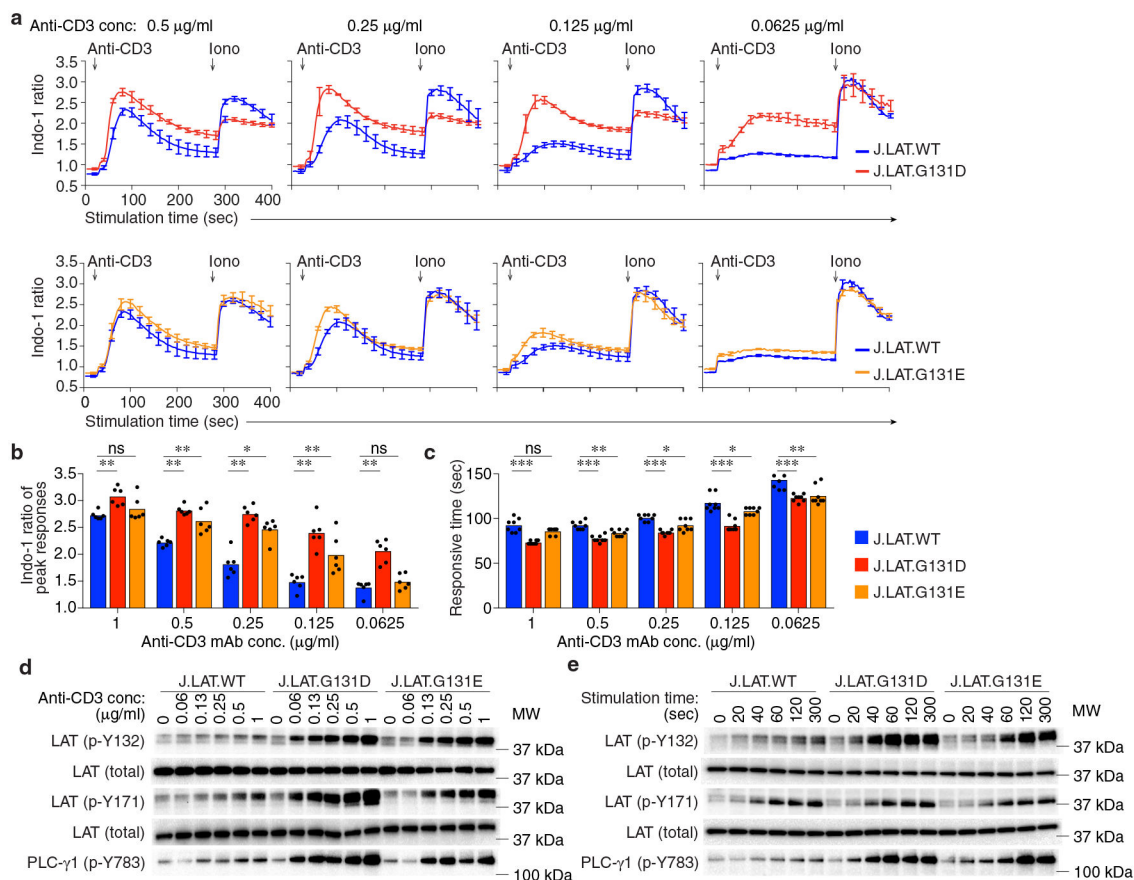 a
Anti-CD3 conc: 0.5 μg/ml 0.25 μg/ml 0.125 μg/ml 0.0625 μg/ml
Anti-CD3 Iono Anti-CD3 Iono Anti-CD3 Iono Anti-CD3 Iono
Indo-1 ratio
3.5
3.0
2.5
2.0
1.5
1.0
0.5
J.LAT.WT
J.LAT.G131D
0 100 200 300 400
Stimulation time (sec)
Anti-CD3 Iono Anti-CD3 Iono Anti-CD3 Iono Anti-CD3 Iono
Indo-1 ratio
3.5
3.0
2.5
2.0
1.5
1.0
0.5
J.LAT.WT
J.LAT.G131E
0 100 200 300 400
Stimulation time (sec)
b
Indo-1 ratio of
peak responses
3.5
3.0
2.5
2.0
1.5
1.0
ns ** * ** ns
** ** ** ** **
1 0.5 0.25 0.125 0.0625
Anti-CD3 mAb conc. (μg/ml)
c
Responsive time (sec)
150
100
50
0
ns ** * * **
*** *** *** *** ***
1 0.5 0.25 0.125 0.0625
Anti-CD3 mAb conc. (μg/ml)
J.LAT.WT
J.LAT.G131D
J.LAT.G131E
d
J.LAT.WT J.LAT.G131D J.LAT.G131E
Anti-CD3 conc:
(μg/ml)
0 0.06 0.13 0.25 0.5 1 0 0.06 0.13 0.25 0.5 1 0 0.06 0.13 0.25 0.5 1
MW
LAT (p-Y132) 37 kDa
LAT (total) 37 kDa
LAT (p-Y171) 37 kDa
LAT (total) 37 kDa
PLC-γ1 (p-Y783) 100 kDa
e
J.LAT.WT J.LAT.G131D J.LAT.G131E
Stimulation time:
(sec)
0 20 40 60 120 300 0 20 40 60 120 300 0 20 40 60 120 300
MW
LAT (p-Y132) 37 kDa
LAT (total) 37 kDa
LAT (p-Y171) 37 kDa
LAT (total) 37 kDa
PLC-γ1 (p-Y783) 100 kDa